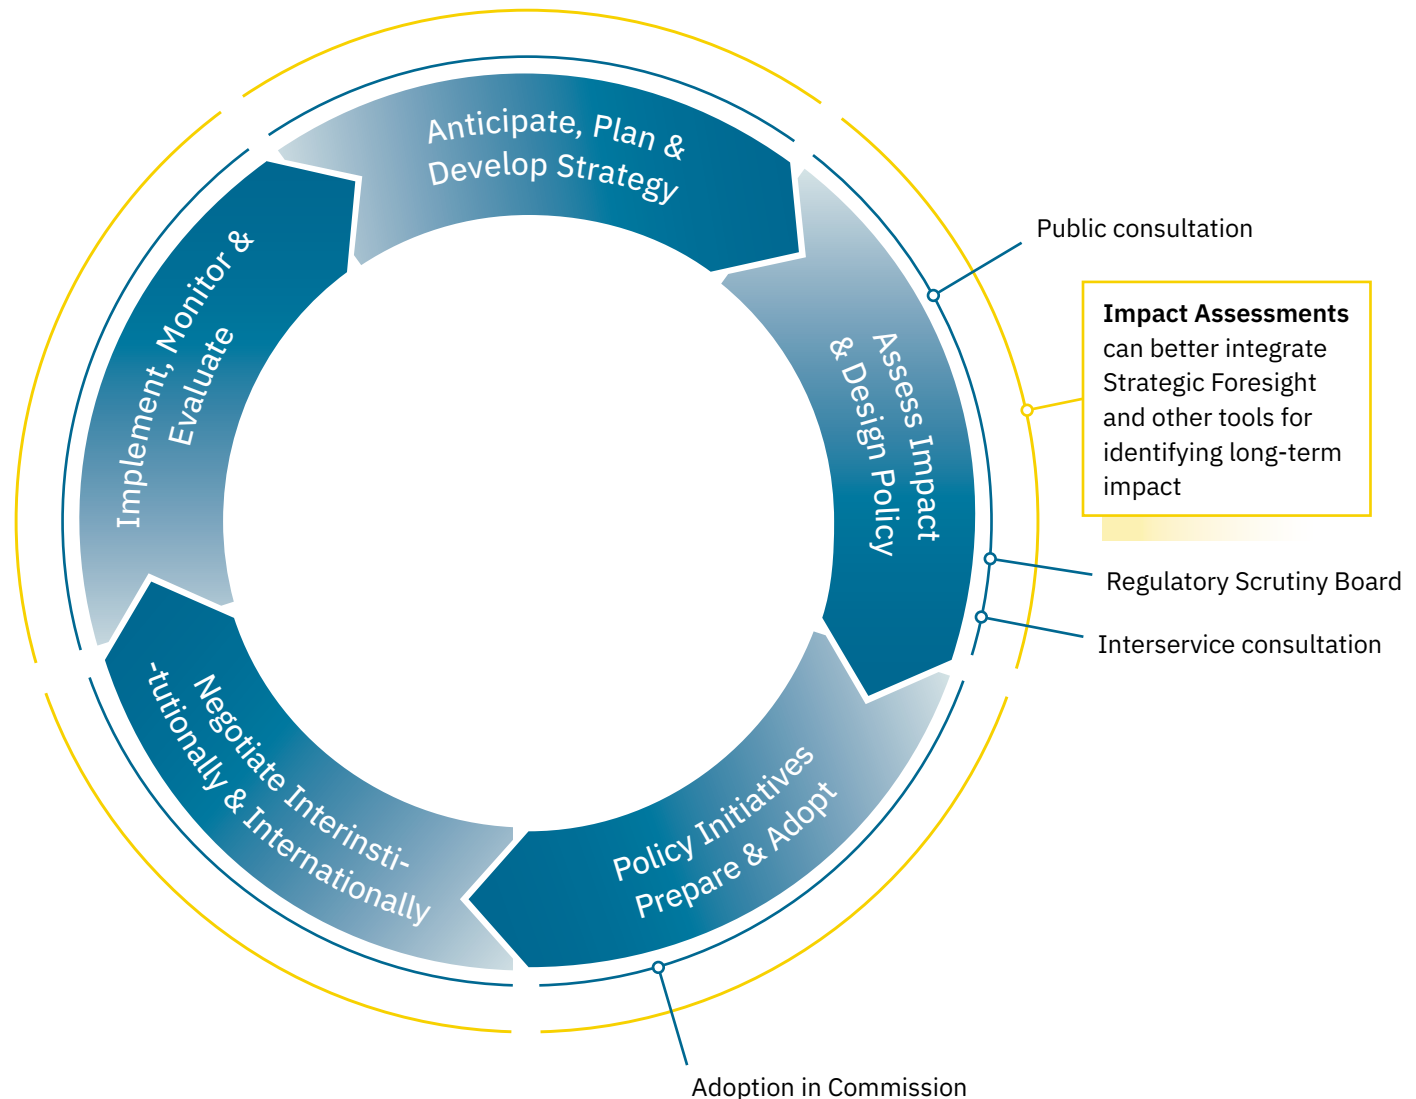 Anticipate, Plan &
Develop Strategy
Public consultation
Impact Assessments
can better integrate
Strategic Foresight
and other tools for
identifying long-term
impact
Assess Impact
& Design Policy
Regulatory Scrutiny Board
Interservice consultation
Policy Initiatives
Prepare & Adopt
Adoption in Commission
Negotiate Interinsti-
-tutionally & Internationally
Implement, Monitor &
Evaluate